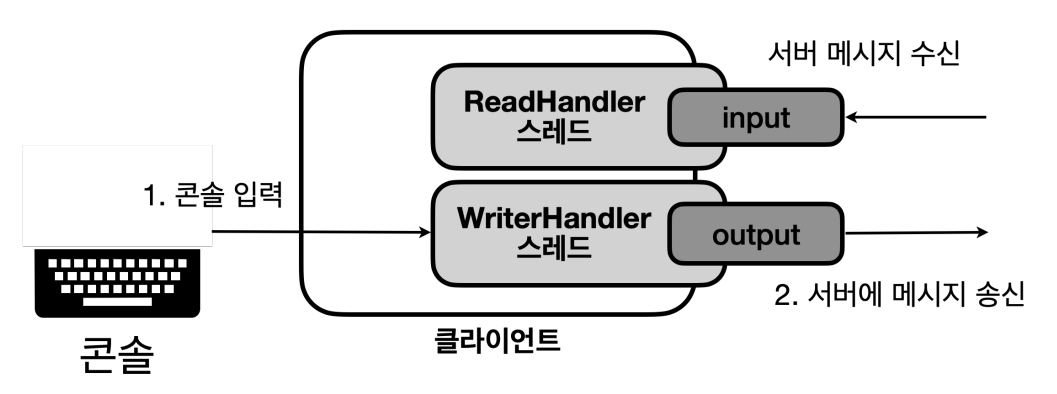 서버 메시지 수신
ReadHandler
스레드
input
1. 콘솔 입력
WriterHandler
스레드
output
2. 서버에 메시지 송신
클라이언트
콘솔